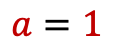 a = 1